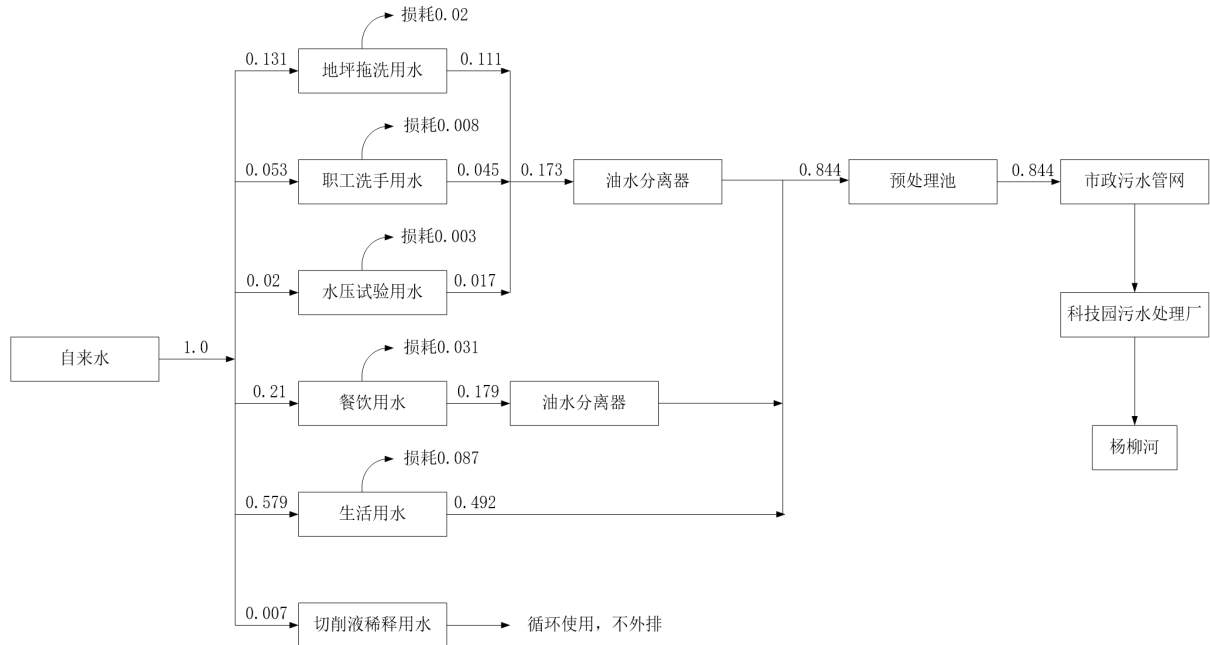 损耗0.02
0.131
地坪拖洗用水
0.111
损耗0.008
0.053
职工洗手用水
0.045
0.173
油水分离器
0.844
预处理池
0.844
市政污水管网
损耗0.003
0.02
水压试验用水
0.017
科技园污水处理厂
自来水
1.0
损耗0.031
0.21
餐饮用水
0.179
油水分离器
杨柳河
损耗0.087
0.579
生活用水
0.492
0.007
切削液稀释用水
循环使用，不外排